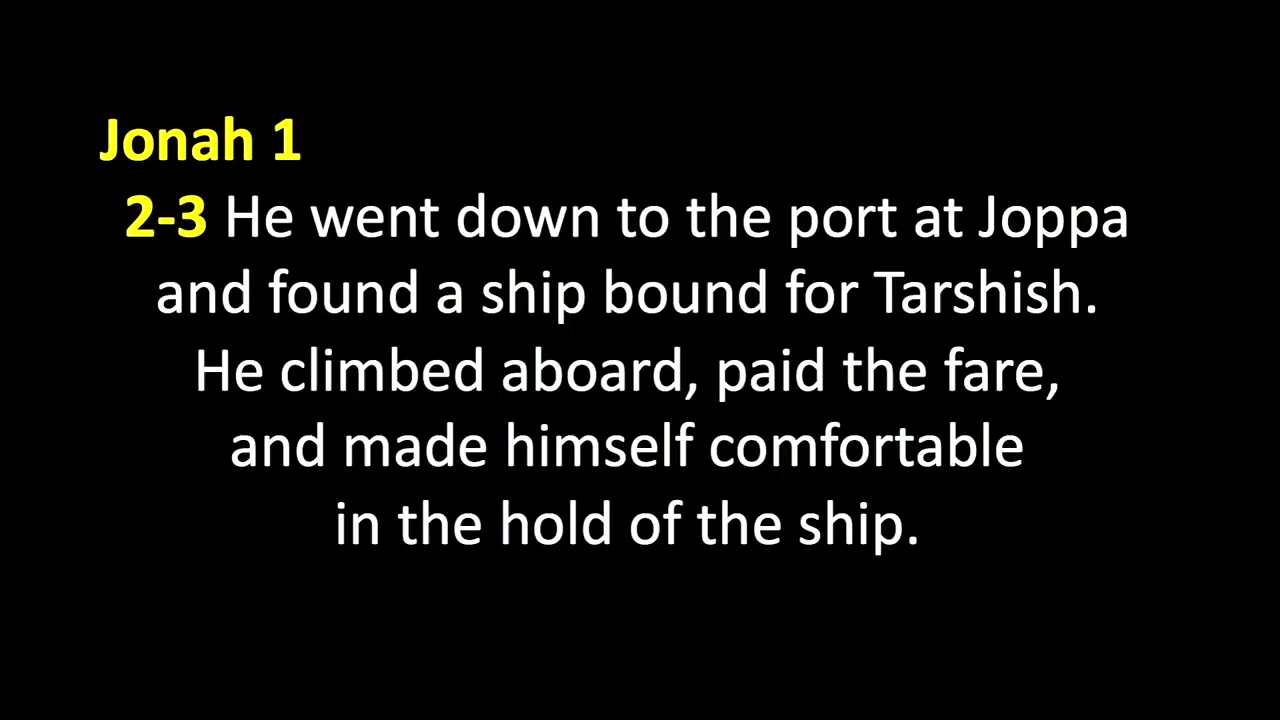 Jonah 1
2-3 He went down to the port at Joppa
and found a ship bound for Tarshish.
He climbed aboard, paid the fare,
and made himself comfortable
in the hold of the ship.